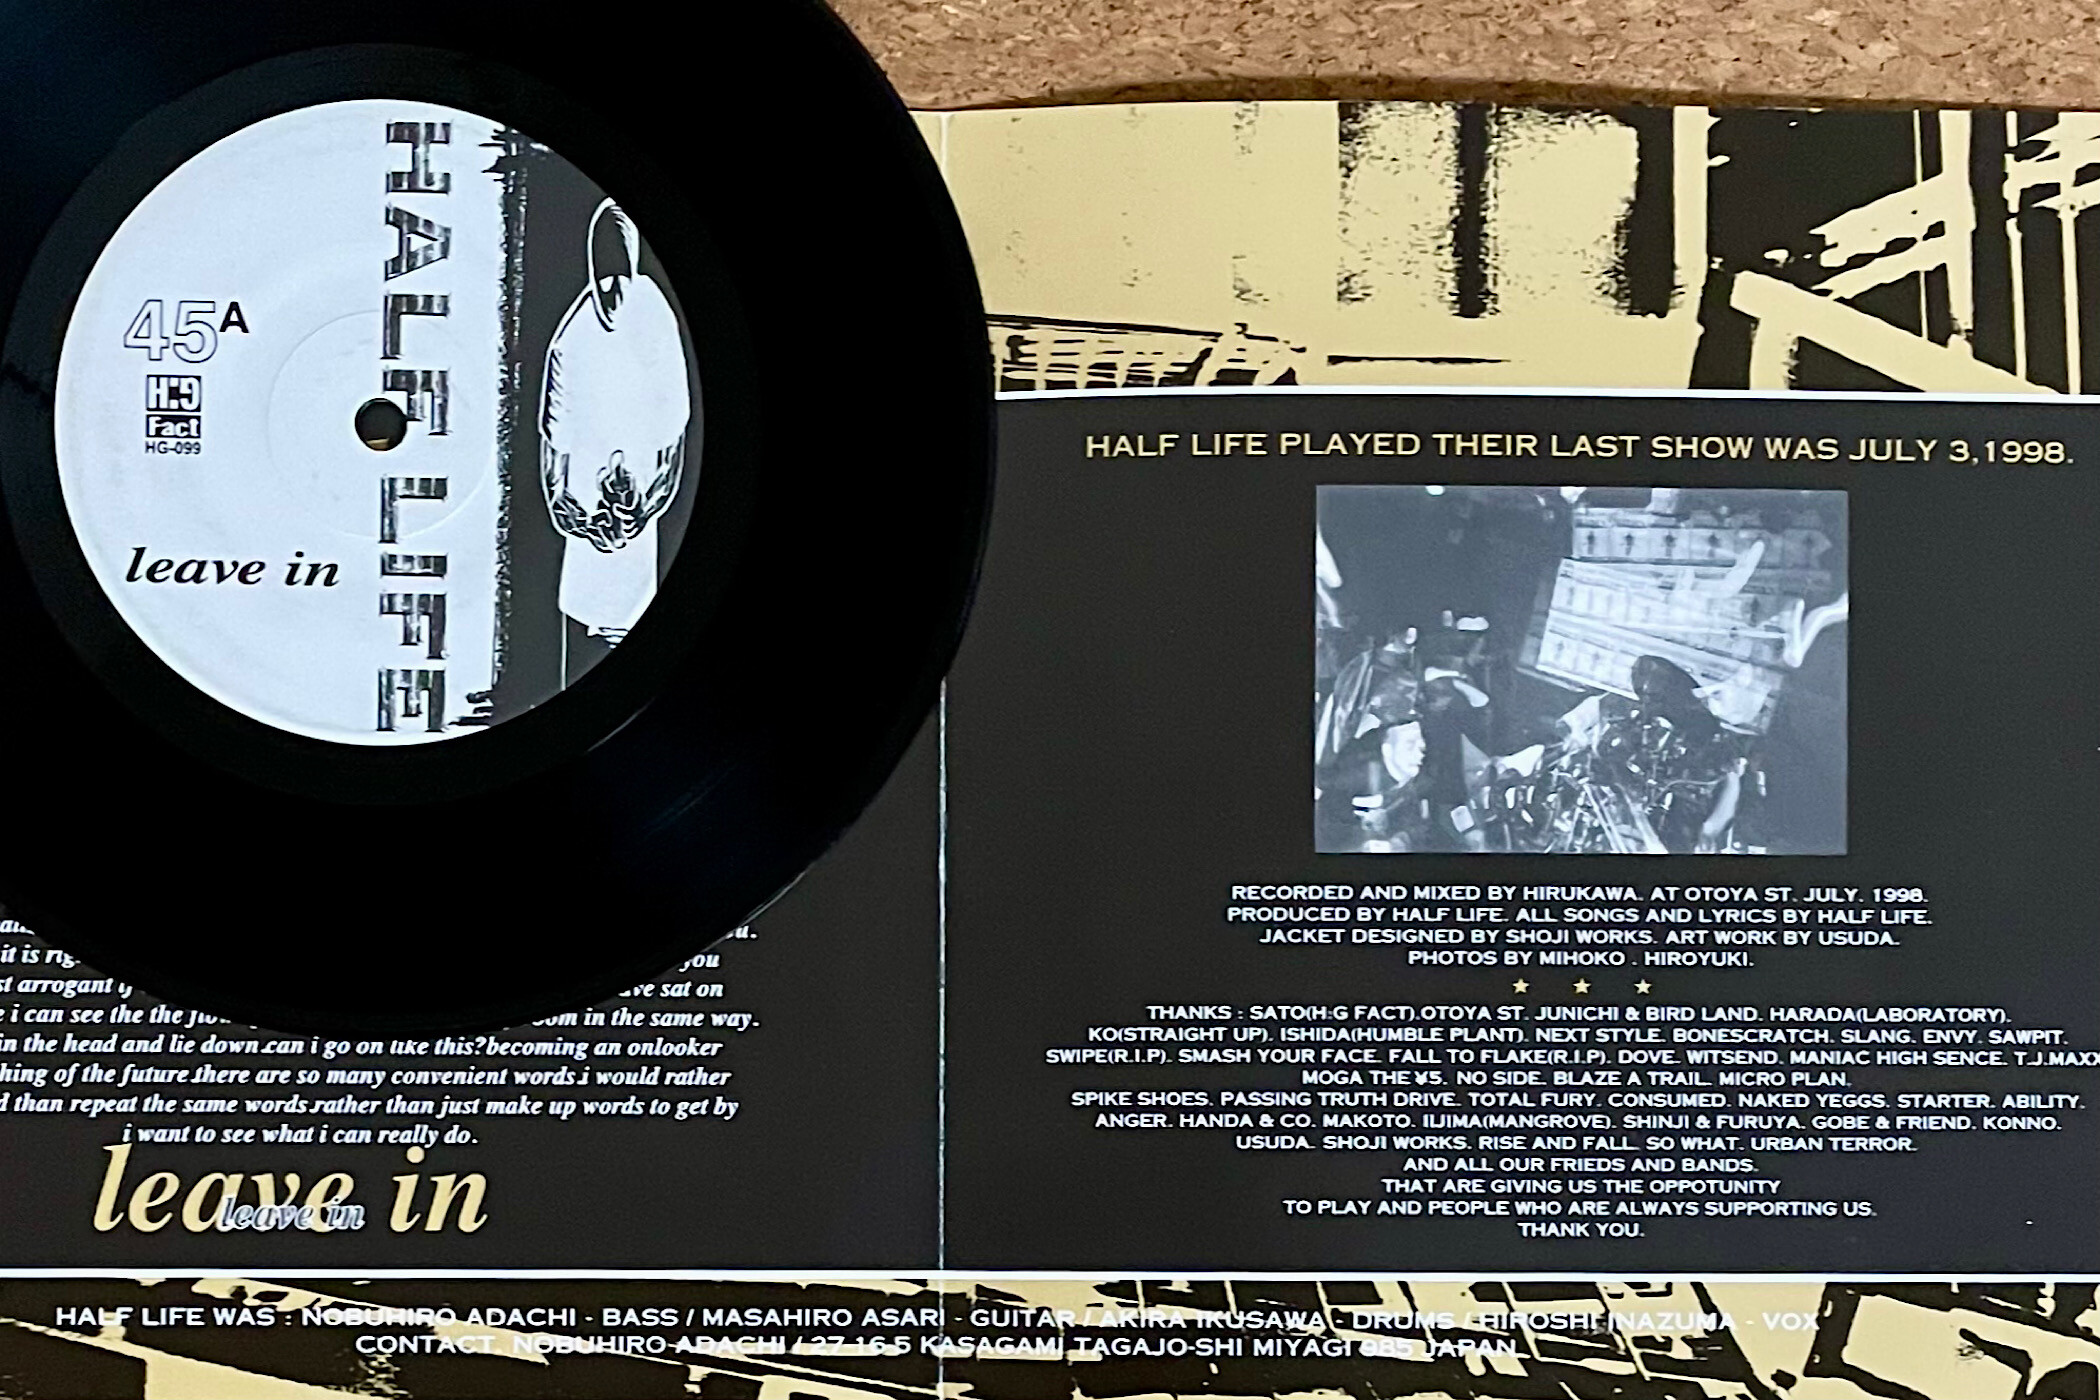 HALF LIFE
45 A
H:G
Fact
HG-099
leave in
it is
you
st arrogant
sat on
e i can see the the
in the same way.
in the head and lie down.can i go on like this?becoming an onlooker
hing of the future.there are so many convenient words.i would rather
d than repeat the same words.rather than just make up words to get by
i want to see what i can really do.
leave in
leave in
HALF LIFE PLAYED THEIR LAST SHOW WAS JULY 3,1998.
RECORDED AND MIXED BY HIRUKAWA. AT OTOYA ST. JULY. 1998.
PRODUCED BY HALF LIFE. ALL SONGS AND LYRICS BY HALF LIFE.
JACKET DESIGNED BY SHOJI WORKS. ART WORK BY USUDA.
PHOTOS BY MIHOKO . HIROYUKI.
★ ★ ★
THANKS : SATO(H:G FACT).OTOYA ST. JUNICHI & BIRD LAND. HARADA(LABORATORY).
KO(STRAIGHT UP). ISHIDA(HUMBLE PLANT). NEXT STYLE. BONESCRATCH. SLANG. ENVY. SAWPIT.
SWIPE(R.I.P). SMASH YOUR FACE. FALL TO FLAKE(R.I.P). DOVE. WITSEND. MANIAC HIGH SENCE. T.J.MAXX
MOGA THE ¥5. NO SIDE. BLAZE A TRAIL. MICRO PLAN.
SPIKE SHOES. PASSING TRUTH DRIVE. TOTAL FURY. CONSUMED. NAKED YEGGS. STARTER. ABILITY.
ANGER. HANDA & CO. MAKOTO. IIJIMA(MANGROVE). SHINJI & FURUYA. GOBE & FRIEND. KONNO.
USUDA. SHOJI WORKS. RISE AND FALL. SO WHAT. URBAN TERROR.
AND ALL OUR FRIEDS AND BANDS.
THAT ARE GIVING US THE OPPOTUNITY
TO PLAY AND PEOPLE WHO ARE ALWAYS SUPPORTING US.
THANK YOU.
HALF LIFE WAS : NOBUHIRO ADACHI - BASS / MASAHIRO ASARI - GUITAR / AKIRA IKUSAWA - DRUMS / HIROSHI INAZUMA - VOX
CONTACT. NOBUHIRO ADACHI / 27-16-5 KASAGAMI TAGAJO-SHI MIYAGI 985 JAPAN.